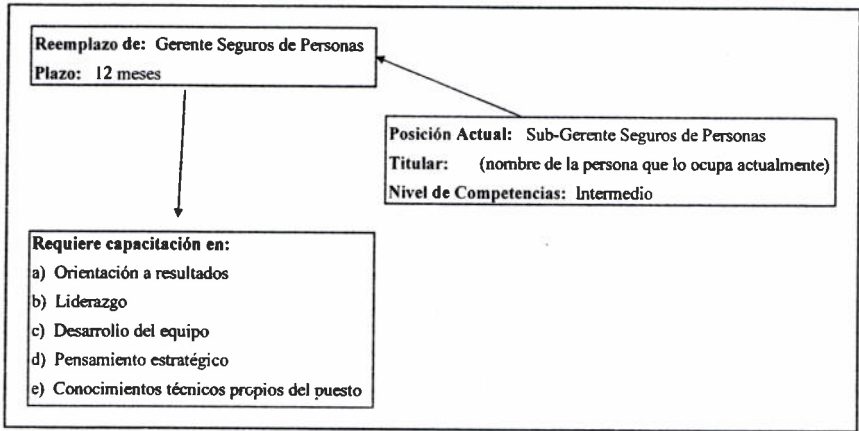 Reemplazo de: Gerente Seguros de Personas
Plazo: 12 meses
Posición Actual: Sub-Gerente Seguros de Personas
Titular: (nombre de la persona que lo ocupa actualmente)
Nivel de Competencias: Intermedio
Requiere capacitación en:
a) Orientación a resultados
b) Liderazgo
c) Desarrollo del equipo
d) Pensamiento estratégico
e) Conocimientos técnicos propios del puesto